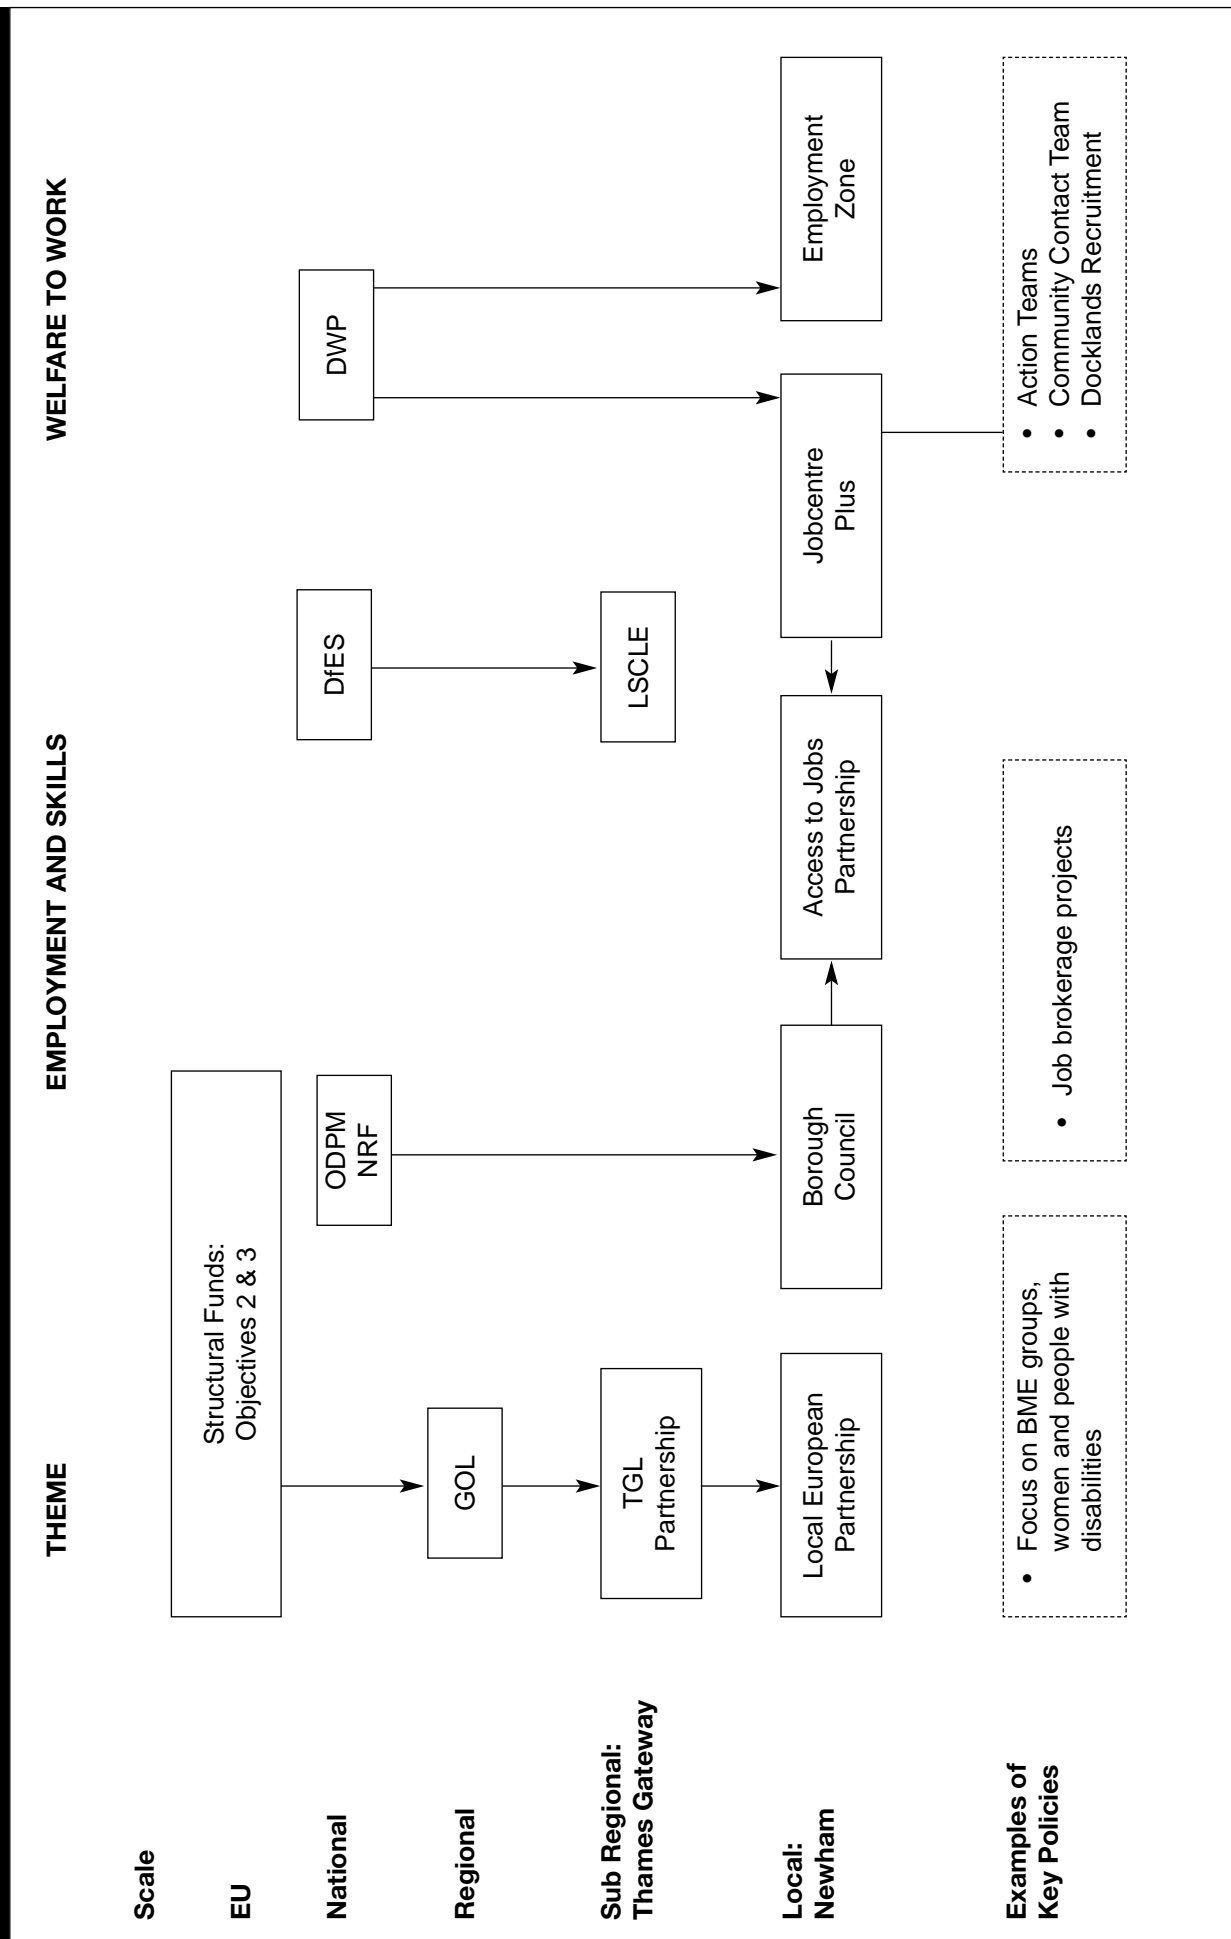 THEME
EMPLOYMENT AND SKILLS
WELFARE TO WORK
Scale
EU
Structural Funds:
Objectives 2 & 3
National
ODPM
NRF
DfES
DWP
Regional
GOL
Sub Regional:
Thames Gateway
TGL
Partnership
LSCLE
Local:
Newham
Local European
Partnership
Borough
Council
Access to Jobs
Partnership
Jobcentre
Plus
Employment
Zone
Examples of
Key Policies
• Focus on BME groups,
women and people with
disabilities
• Job brokerage projects
• Action Teams
• Community Contact Team
• Docklands Recruitment